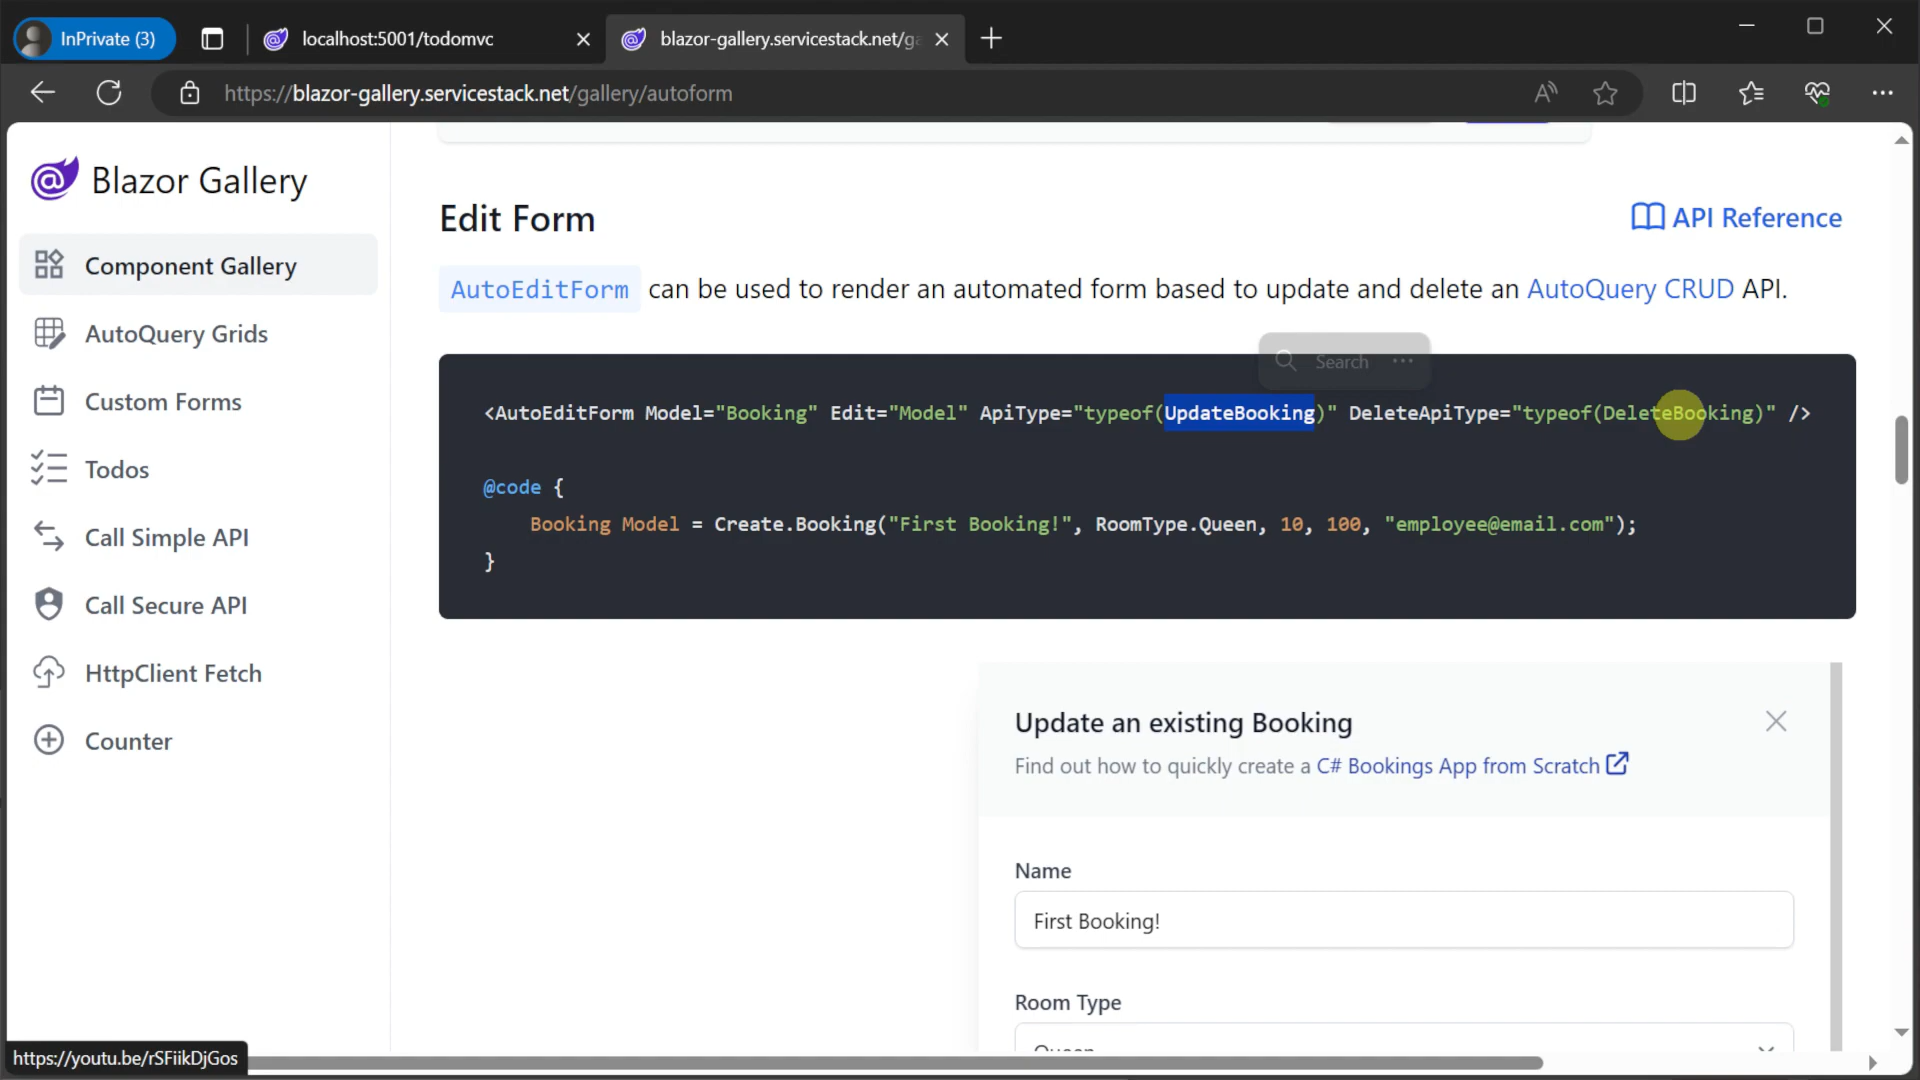 InPrivate (3)
localhost:5001/todomvc
blazor-gallery.servicestack.net/ga
https://blazor-gallery.servicestack.net/gallery/autoform
Blazor Gallery
Component Gallery
AutoQuery Grids
Custom Forms
Todos
Call Simple API
Call Secure API
HttpClient Fetch
Counter
Edit Form
API Reference
AutoEditForm can be used to render an automated form based to update and delete an AutoQuery CRUD API.
Search
<AutoEditForm Model="Booking" Edit="Model" ApiType="typeof(UpdateBooking)" DeleteApiType="typeof(DeleteBooking)" />
@code {
Booking Model = Create.Booking("First Booking!", RoomType.Queen, 10, 100, "employee@email.com");
}
Update an existing Booking
Find out how to quickly create a C# Bookings App from Scratch
Name
First Booking!
Room Type
Queen
https://youtu.be/rSFiikDjGos